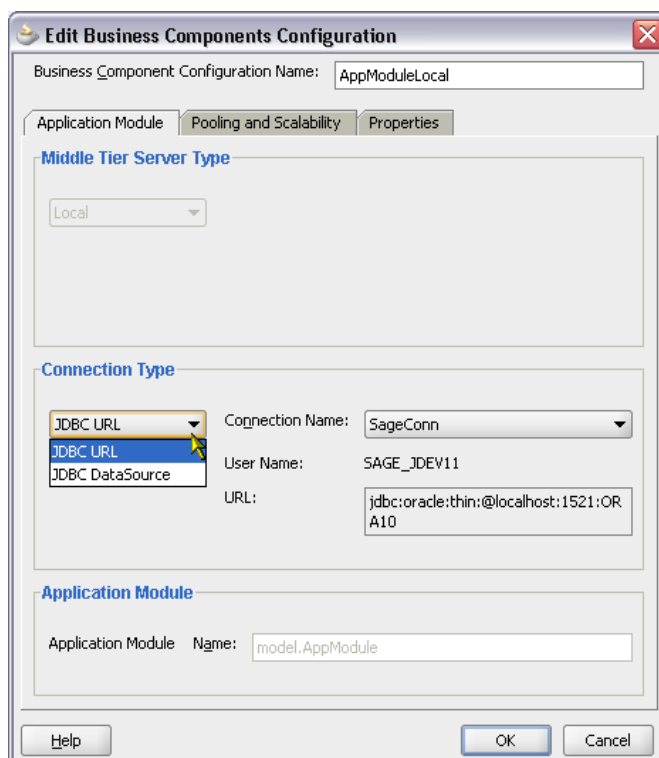 Edit Business Components Configuration
Business Component Configuration Name: AppModuleLocal
Application Module Pooling and Scalability Properties
Middle Tier Server Type
Local
Connection Type
JDBC URL Connection Name: SageConn
JDBC URL User Name: SAGE_JDEV11
JDBC DataSource
URL: jdbc:oracle:thin:@localhost:1521:OR
A10
Application Module
Application Module Name: model.AppModule
Help OK Cancel